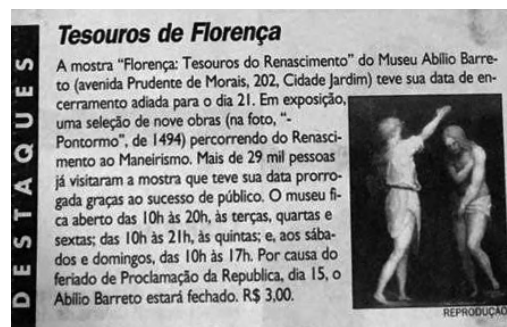 DESTAQUES
Tesouros de Florença
A mostra “Florença: Tesouros do Renascimento” do Museu Abílio Barre-
to (avenida Prudente de Morais, 202, Cidade Jardim) teve sua data de en-
cerramento adiada para o dia 21. Em exposição,
uma seleção de nove obras (na foto, “-
Pontormo”, de 1494) percorrendo do Renasci-
mento ao Maneirismo. Mais de 29 mil pessoas
já visitaram a mostra que teve sua data prorro-
gada graças ao sucesso de público. O museu fi-
ca aberto das 10h às 20h, às terças, quartas e
sextas; das 10h às 21h, às quintas; e, aos sába-
dos e domingos, das 10h às 17h. Por causa do
feriado de Proclamação da Republica, dia 15, o
Abílio Barreto estará fechado. R$ 3,00.
REPRODUÇÃO